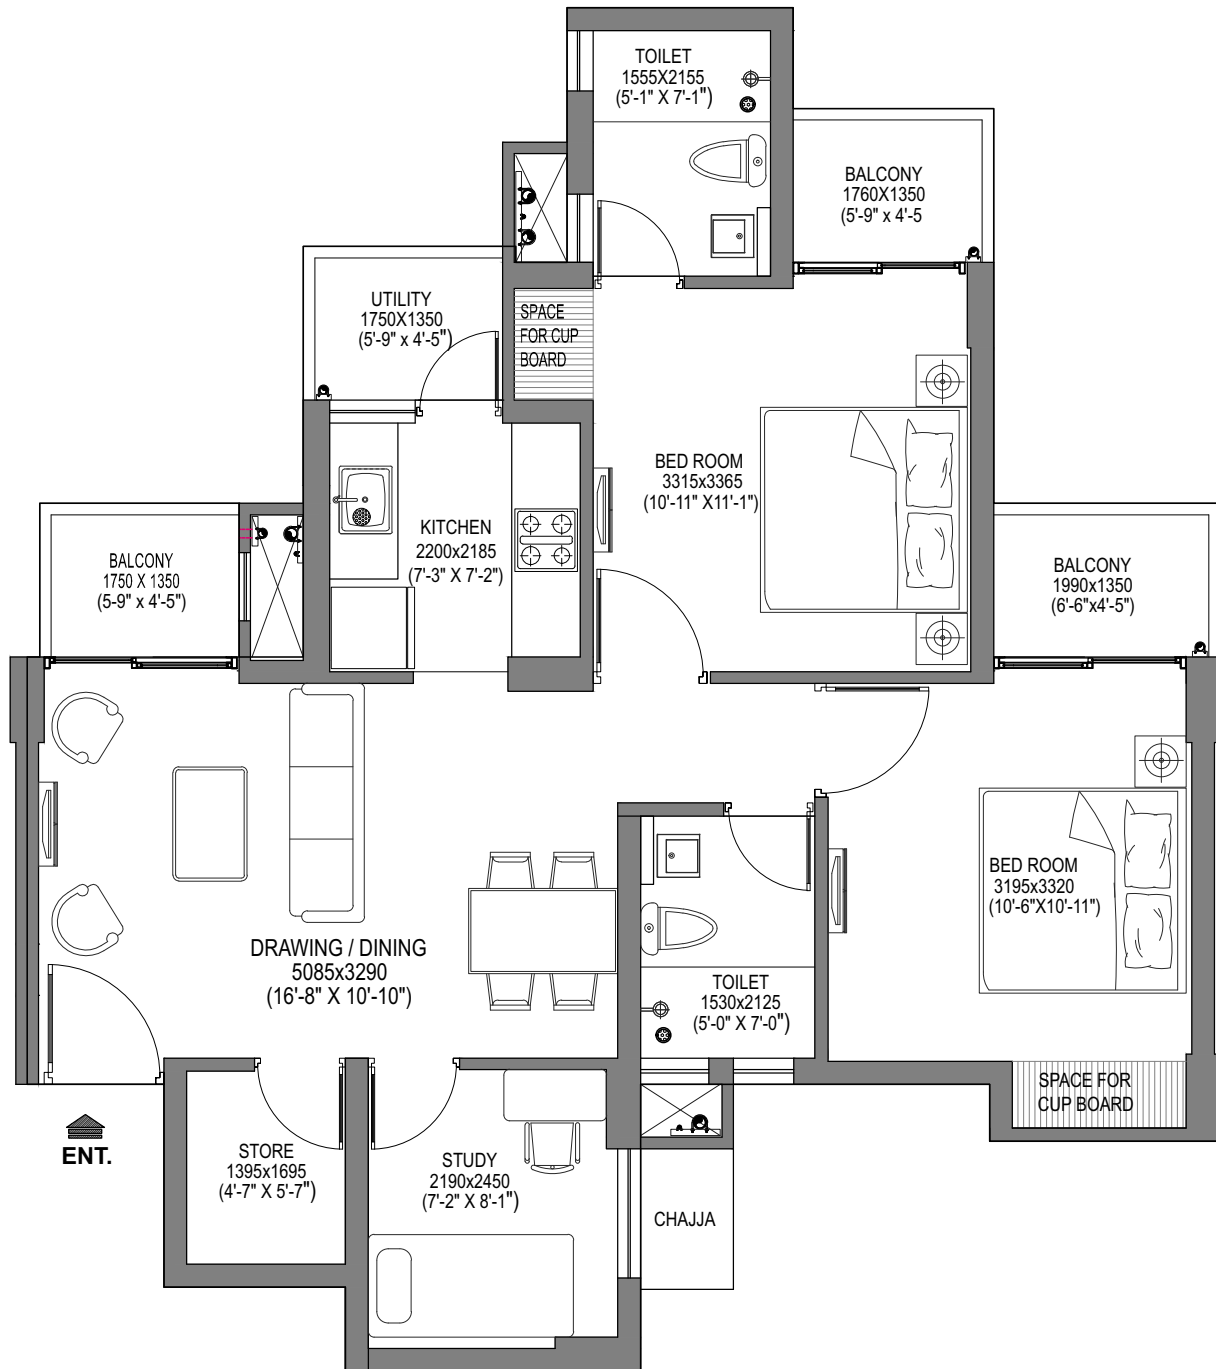 TOILET
1555X2155
(5'-1" X 7'-1")
BALCONY
1760X1350
(5'-9" x 4'-5
UTILITY
1750X1350
(5'-9" x 4'-5")
SPACE
FOR CUP
BOARD
BED ROOM
3315x3365
(10'-11" X11'-1")
KITCHEN
2200x2185
(7'-3" X 7'-2")
BALCONY
1750 X 1350
(5-9" x 4'-5")
BALCONY
1990x1350
(6'-6"x4'-5")
BED ROOM
3195x3320
(10'-6"X10'-11")
DRAWING / DINING
5085x3290
(16'-8" X 10'-10")
TOILET
1530x2125
(5'-0" X 7'-0")
SPACE FOR
CUP BOARD
ENT.
STORE
1395x1695
(4'-7" X 5'-7")
STUDY
2190x2450
(7'-2" X 8'-1")
CHAJJA